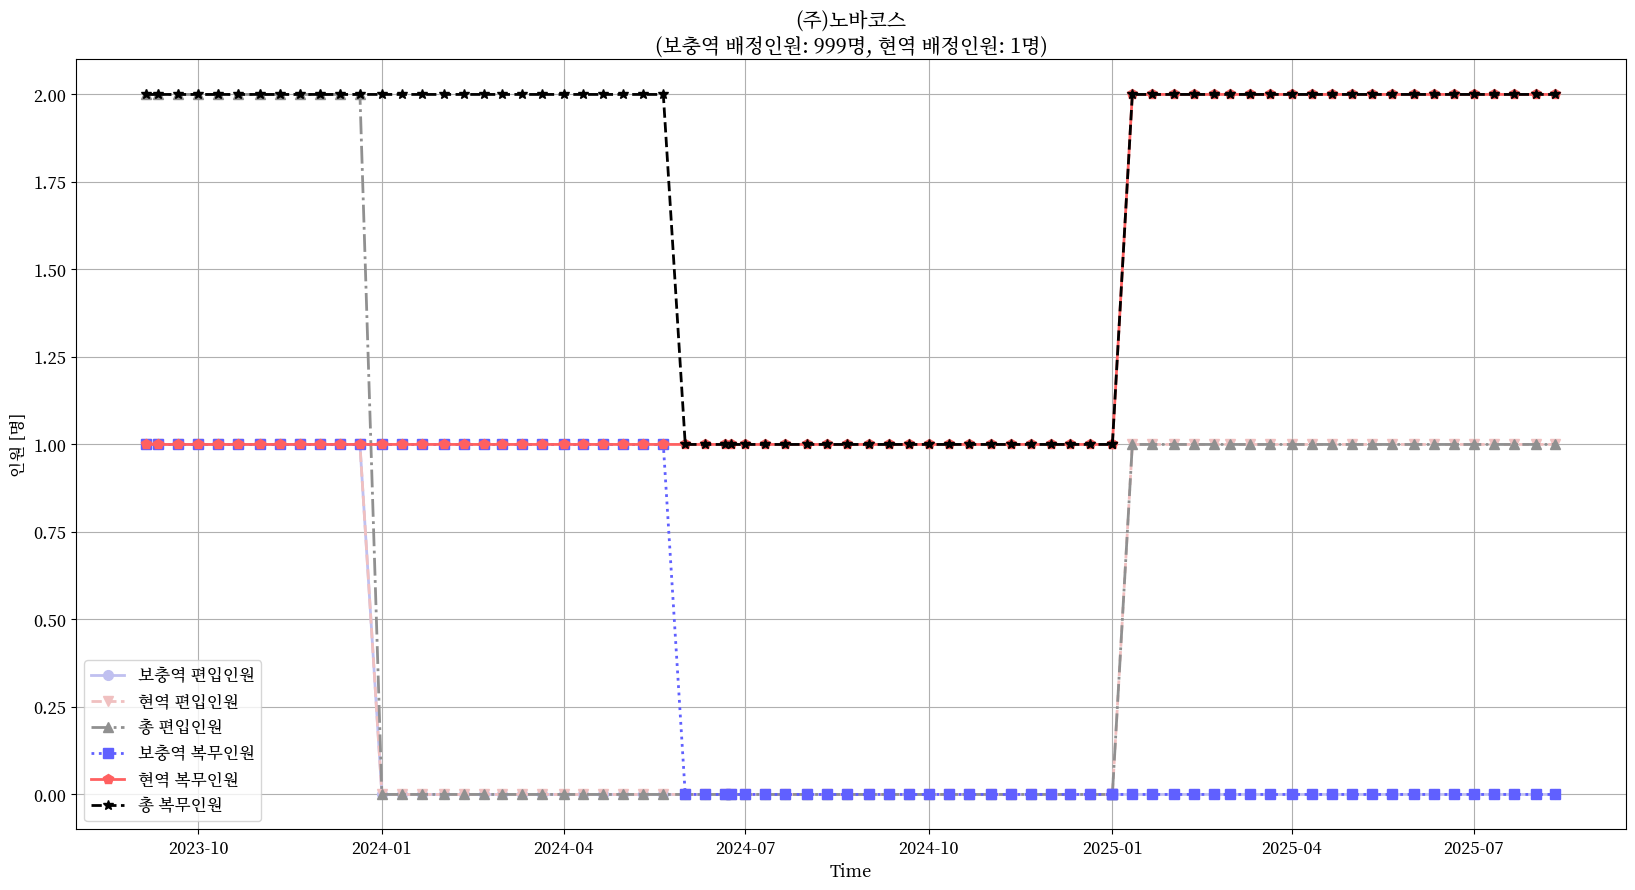 (주)노바코스
(보충역 배정인원: 999명, 현역 배정인원: 1명)
인원 [명]
2.00
1.75
1.50
1.25
1.00
0.75
0.50
0.25
0.00
보충역 편입인원
현역 편입인원
총 편입인원
보충역 복무인원
현역 복무인원
총 복무인원
2023-10 2024-01 2024-04 2024-07 2024-10 2025-01 2025-04 2025-07
Time